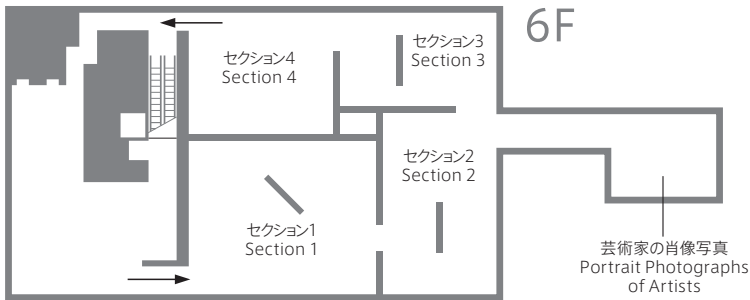 6F
セクション4
Section 4
セクション3
Section 3
セクション2
Section 2
セクション1
Section 1
芸術家の肖像写真
Portrait Photographs
of Artists